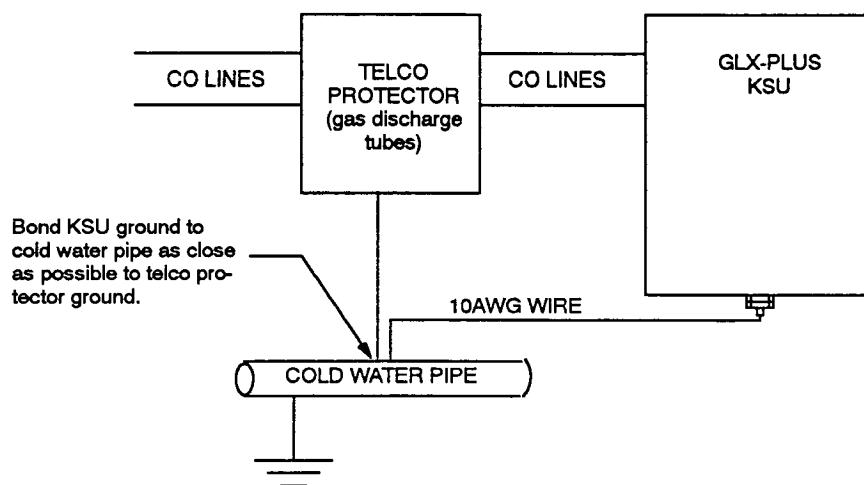 CO LINES
TELCO
PROTECTOR
(gas discharge
tubes)
CO LINES
GLX-PLUS
KSU
Bond KSU ground to
cold water pipe as close
as possible to telco pro-
tector ground.
10AWG WIRE
COLD WATER PIPE